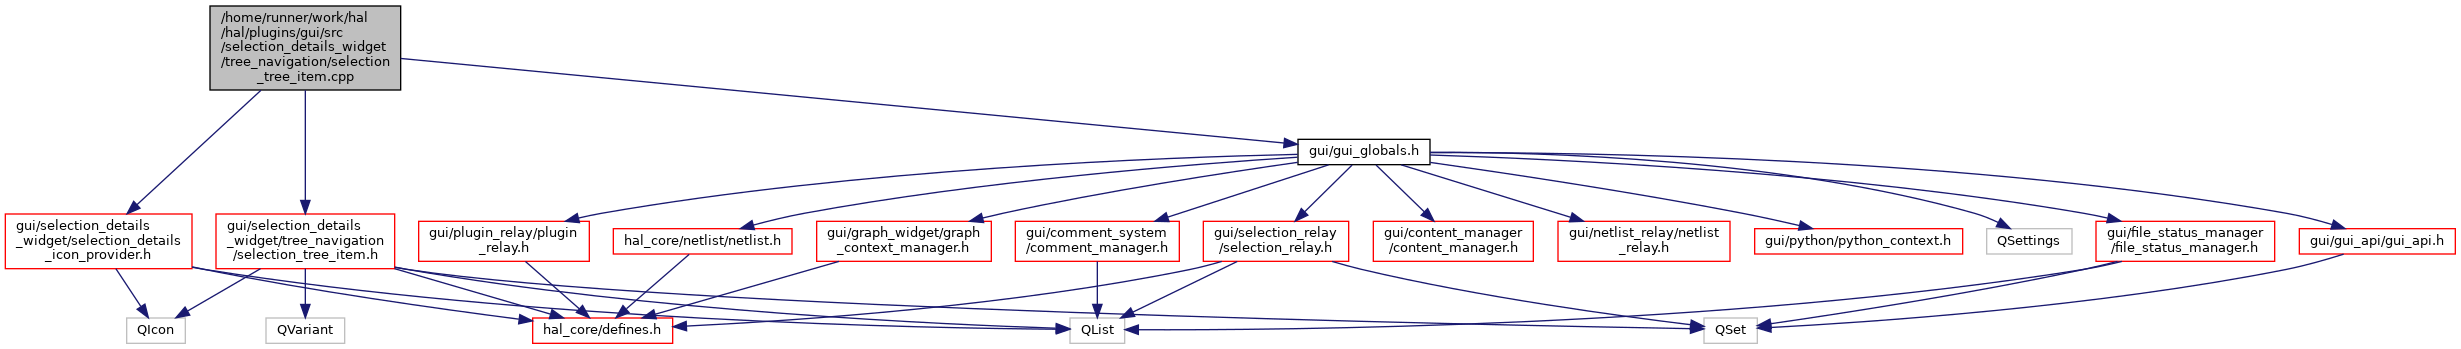 /home/runner/work/hal
/hal/plugins/gui/src
/selection_details_widget
/tree_navigation/selection
_tree_item.cpp
gui/gui_globals.h
gui/selection_details
_widget/selection_details
_icon_provider.h
gui/selection_details
_widget/tree_navigation
/selection_tree_item.h
gui/plugin_relay/plugin
_relay.h
hal_core/netlist/netlist.h
gui/graph_widget/graph
_context_manager.h
gui/comment_system
/comment_manager.h
gui/selection_relay
/selection_relay.h
gui/content_manager
/content_manager.h
gui/netlist_relay/netlist
_relay.h
gui/python/python_context.h
QSettings
gui/file_status_manager
/file_status_manager.h
gui/gui_api/gui_api.h
QIcon
QVariant
hal_core/defines.h
QList
QSet